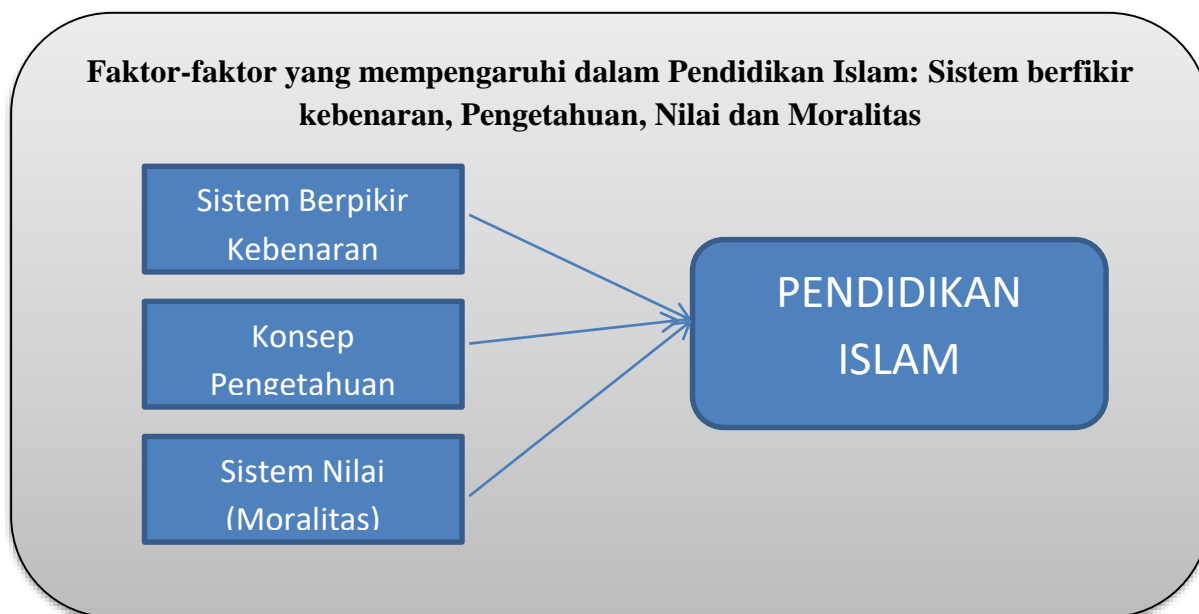 Faktor-faktor yang mempengaruhi dalam Pendidikan Islam: Sistem berfikir
kebenaran, Pengetahuan, Nilai dan Moralitas
Sistem Berpikir
Kebenaran
Konsep
Pengetahuan
Sistem Nilai
(Moralitas)
PENDIDIKAN
ISLAM